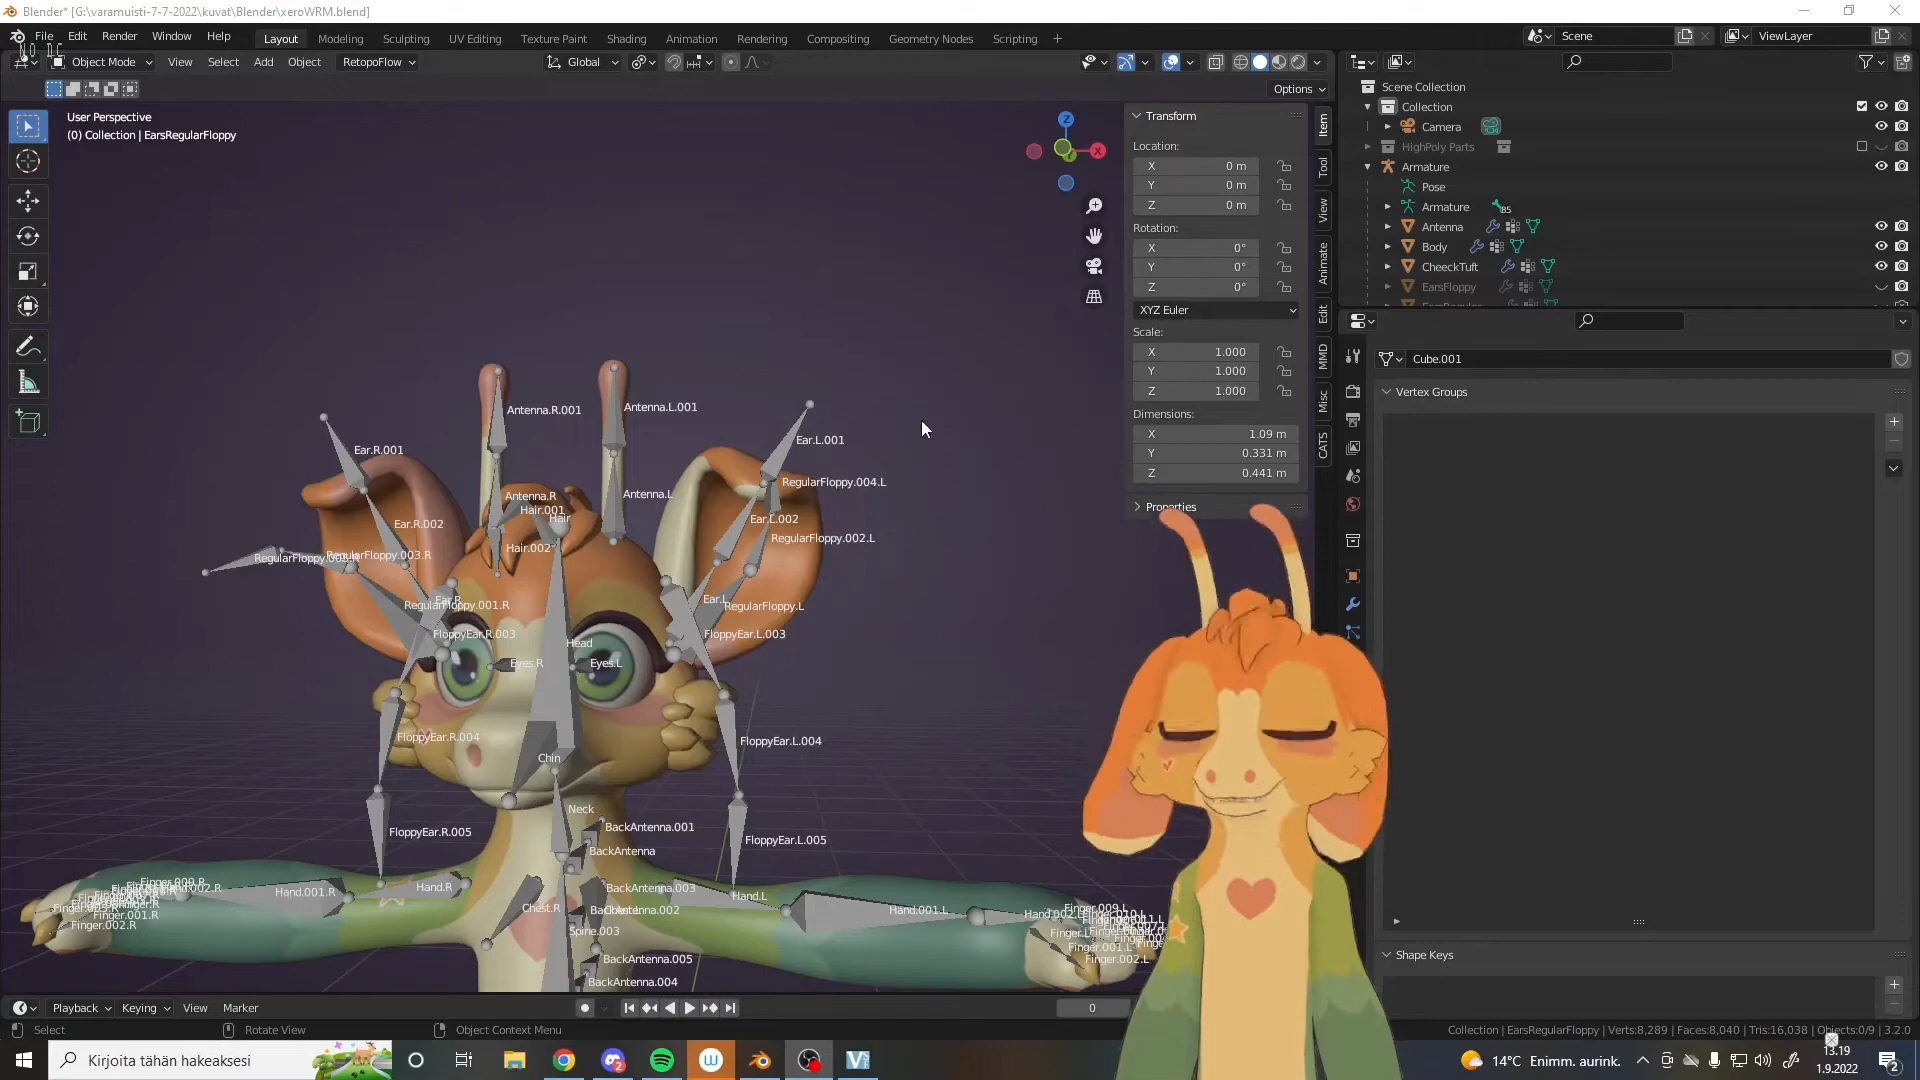 Blender* [G:\varamuisti-7-7-2022\kuvat\Blender\xeroWRM.blend]
File Edit Render Window Help
Layout Modeling Sculpting UV Editing Texture Paint Shading Animation Rendering Compositing Geometry Nodes Scripting +
Scene
ViewLayer
Object Mode View Select Add Object RetopoFlow
Global
Options
User Perspective
(0) Collection | EarsRegularFloppy
Z
X
Transform
Location:
X 0 m
Y 0 m
Z 0 m
Rotation:
X 0°
Y 0°
Z 0°
XYZ Euler
Scale:
X 1.000
Y 1.000
Z 1.000
Dimensions:
X 1.09 m
Y 0.331 m
Z 0.441 m
Properties
Item
Tool
View
Animate
Edit
MMD
Misc
CATS
Scene Collection
Collection
Camera
HighPoly Parts
Armature
Pose
Armature 85
Antenna
Body
CheeckTuft
EarsFloppy
Cube.001
Vertex Groups
Shape Keys
Antenna.R.001
Antenna.L.001
Ear.R.001
Ear.L.001
RegularFloppy.004.L
Antenna.R
Antenna.L
Hair.001
Hair
Ear.R.002
Ear.L.002
RegularFloppy.002.L
Hair.002
RegularFloppy.003.R
Ear.R
Ear.L
RegularFloppy.001.R
RegularFloppy.L
FloppyEar.R.003
FloppyEar.L.003
Head
Eyes.R
Eyes.L
FloppyEar.R.004
FloppyEar.L.004
Chin
Neck
BackAntenna.001
FloppyEar.R.005
FloppyEar.L.005
BackAntenna
Hand.001.R
Hand.R
BackAntenna.003
Hand.L
Hand.001.L
Chest.R
Spine.003
BackAntenna.005
BackAntenna.004
Finger.009.R
Finger.001.R
Finger.002.R
Finger.009.L
Finger.001.L
Finger.002.L
Playback Keying View Marker
0
Select Rotate View Object Context Menu
Collection | EarsRegularFloppy | Verts:8,289 | Faces:8,040 | Tris:16,038 | Objects:0/9 | 3.2.0
Kirjoita tähän hakeaksesi
14°C Enimm. aurink.
13.19
1.9.2022
2